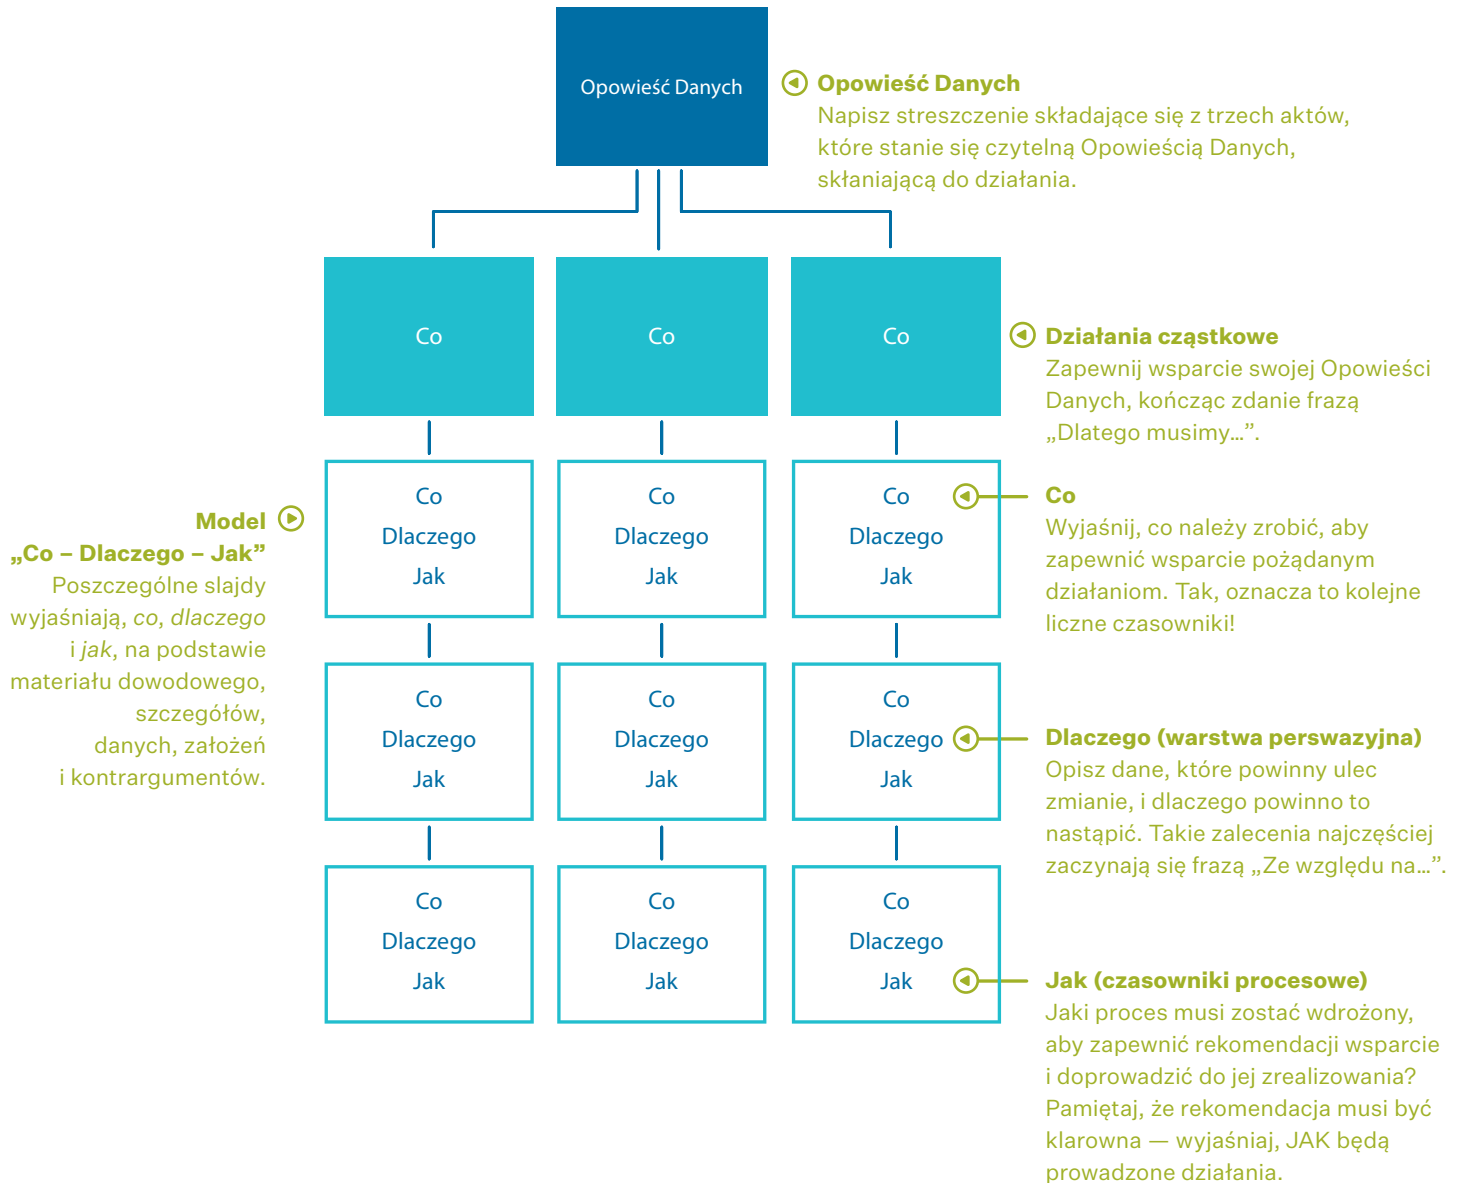 Opowieść Danych
Opowieść Danych
Napisz streszczenie składające się z trzech aktów,
które stanie się czytelną Opowieścią Danych,
skłaniającą do działania.
Co
Co
Co
Działania cząstkowe
Zapewnij wsparcie swojej Opowieści
Danych, kończąc zdanie frazą
„Dlatego musimy…”.
Model
„Co – Dlaczego – Jak”
Poszczególne slajdy
wyjaśniają, co, dlaczego
i jak, na podstawie
materiału dowodowego,
szczegółów,
danych, założeń
i kontrargumentów.
Co
Dlaczego
Jak
Co
Dlaczego
Jak
Co
Dlaczego
Jak
Co
Wyjaśnij, co należy zrobić, aby
zapewnić wsparcie pożądanym
działaniom. Tak, oznacza to kolejne
liczne czasowniki!
Co
Dlaczego
Jak
Co
Dlaczego
Jak
Co
Dlaczego
Jak
Dlaczego (warstwa perswazyjna)
Opisz dane, które powinny ulec
zmianie, i dlaczego powinno to
nastąpić. Takie zalecenia najczęściej
zaczynają się frazą „Ze względu na…”.
Co
Dlaczego
Jak
Co
Dlaczego
Jak
Co
Dlaczego
Jak
Jak (czasowniki procesowe)
Jaki proces musi zostać wdrożony,
aby zapewnić rekomendacji wsparcie
i doprowadzić do jej zrealizowania?
Pamiętaj, że rekomendacja musi być
klarowna — wyjaśniaj, JAK będą
prowadzone działania.